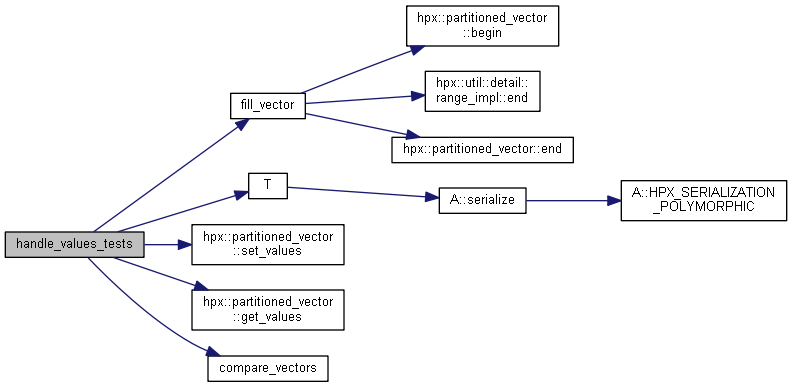 hpx::partitioned_vector
::begin
hpx::util::detail::
range_impl::end
fill_vector
hpx::partitioned_vector::end
T
A::serialize
A::HPX_SERIALIZATION
_POLYMORPHIC
handle_values_tests
hpx::partitioned_vector
::set_values
hpx::partitioned_vector
::get_values
compare_vectors